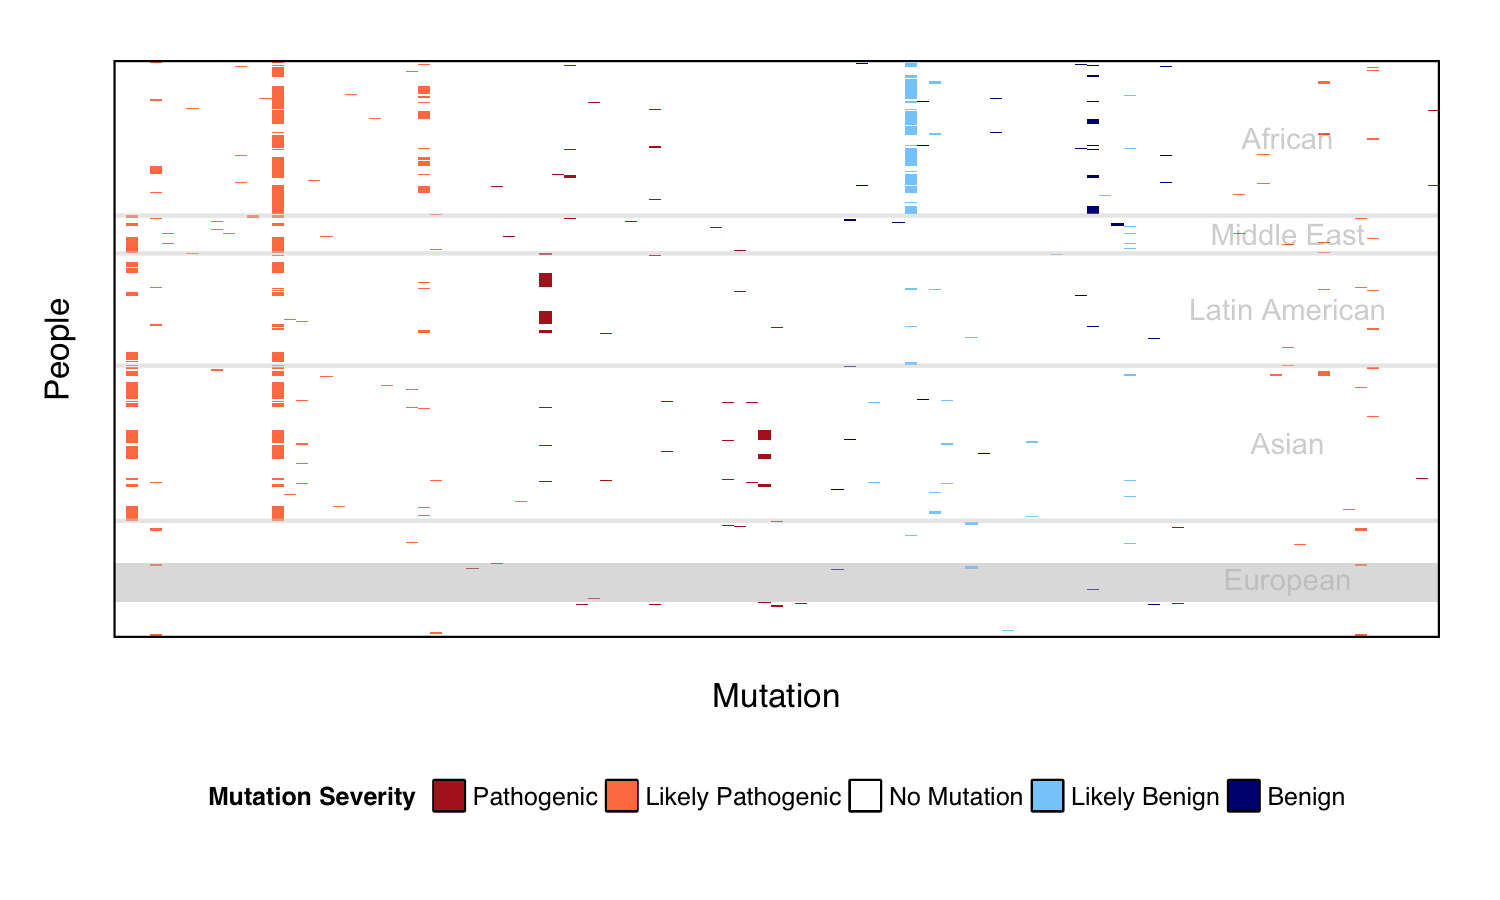 African
Middle East
Latin American
Asian
European
People
Mutation
Mutation Severity Pathogenic Likely Pathogenic No Mutation Likely Benign Benign